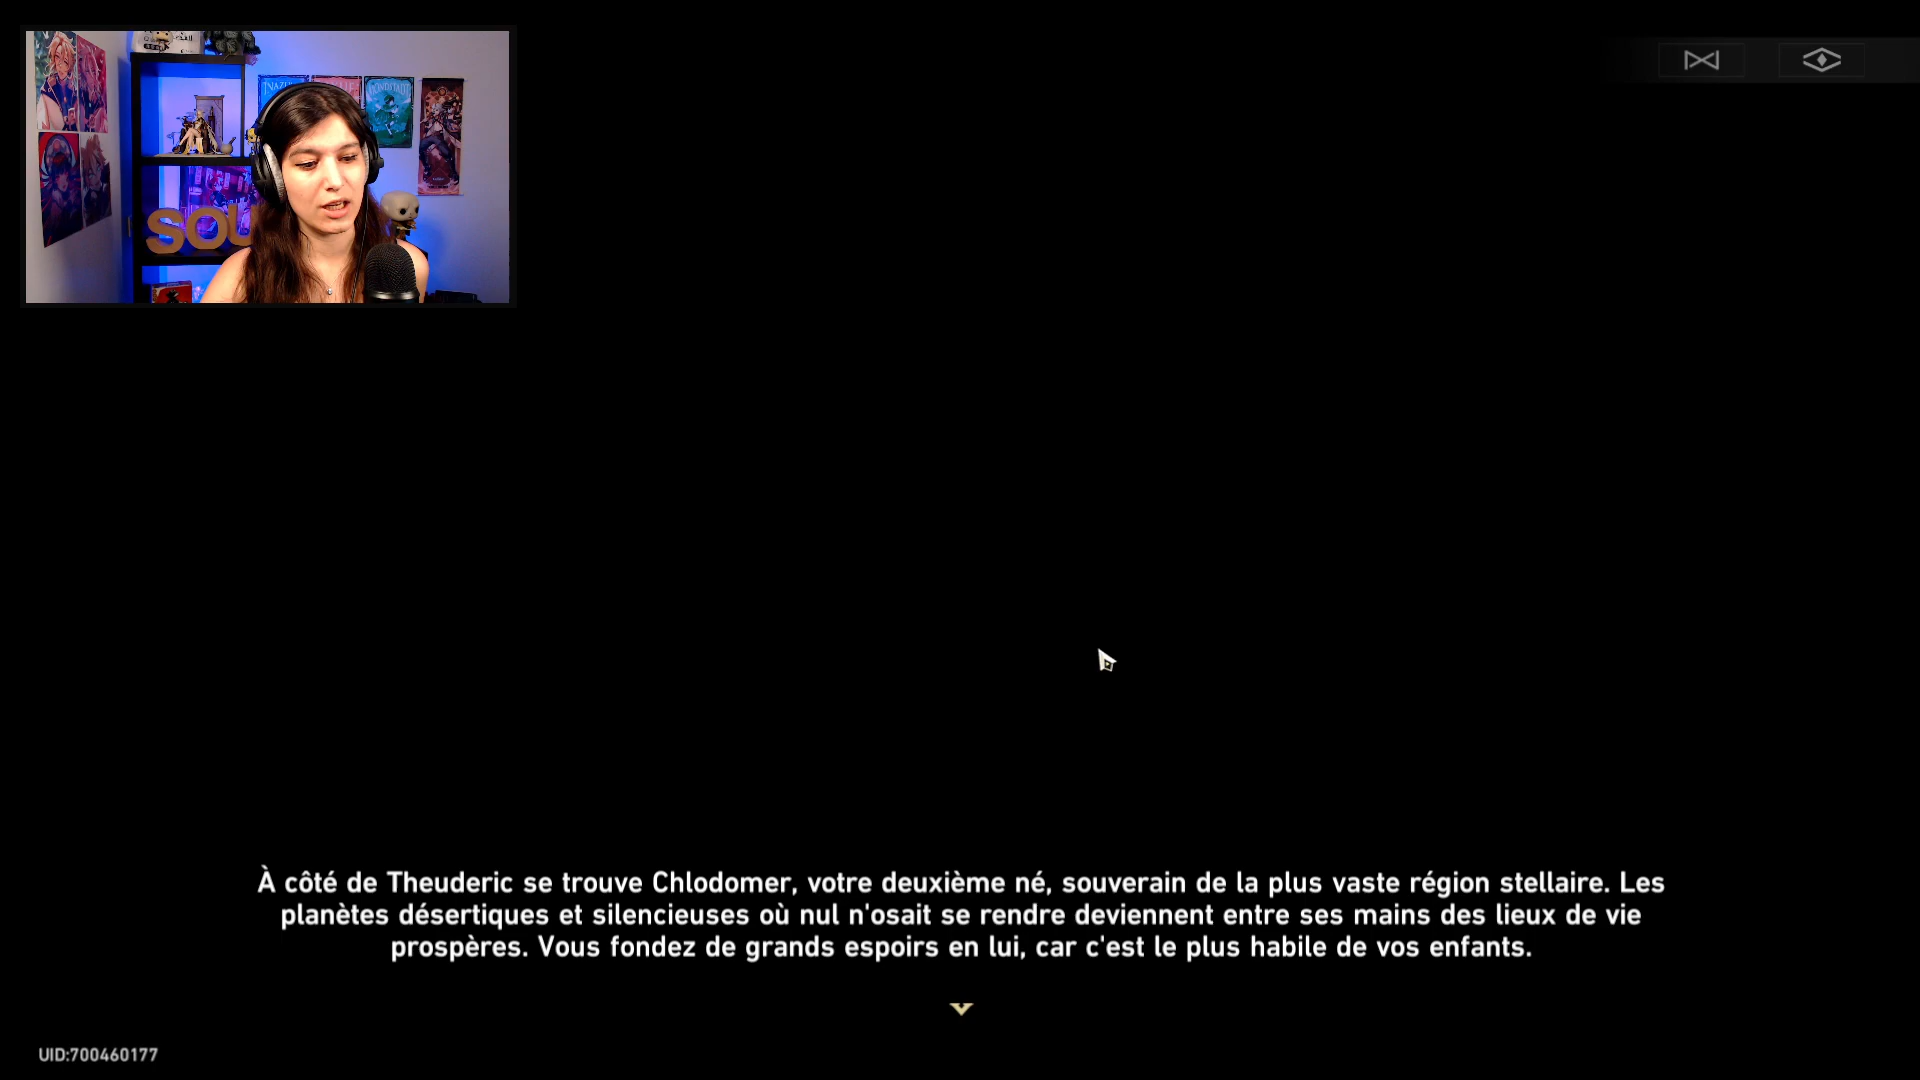 SOU
À côté de Theuderic se trouve Chlodomer, votre deuxième né, souverain de la plus vaste région stellaire. Les
planètes désertiques et silencieuses où nul n'osait se rendre deviennent entre ses mains des lieux de vie
prospères. Vous fondez de grands espoirs en lui, car c'est le plus habile de vos enfants.
UID:700460177